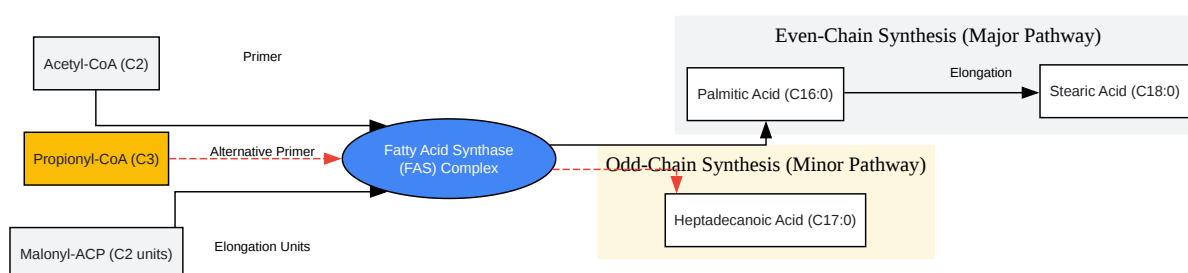 Even-Chain Synthesis (Major Pathway)
Acetyl-CoA (C2)
Primer
Palmitic Acid (C16:0)
Elongation
Stearic Acid (C18:0)
Propionyl-CoA (C3)
Alternative Primer
Fatty Acid Synthase
(FAS) Complex
Odd-Chain Synthesis (Minor Pathway)
Heptadecanoic Acid (C17:0)
Malonyl-ACP (C2 units)
Elongation Units